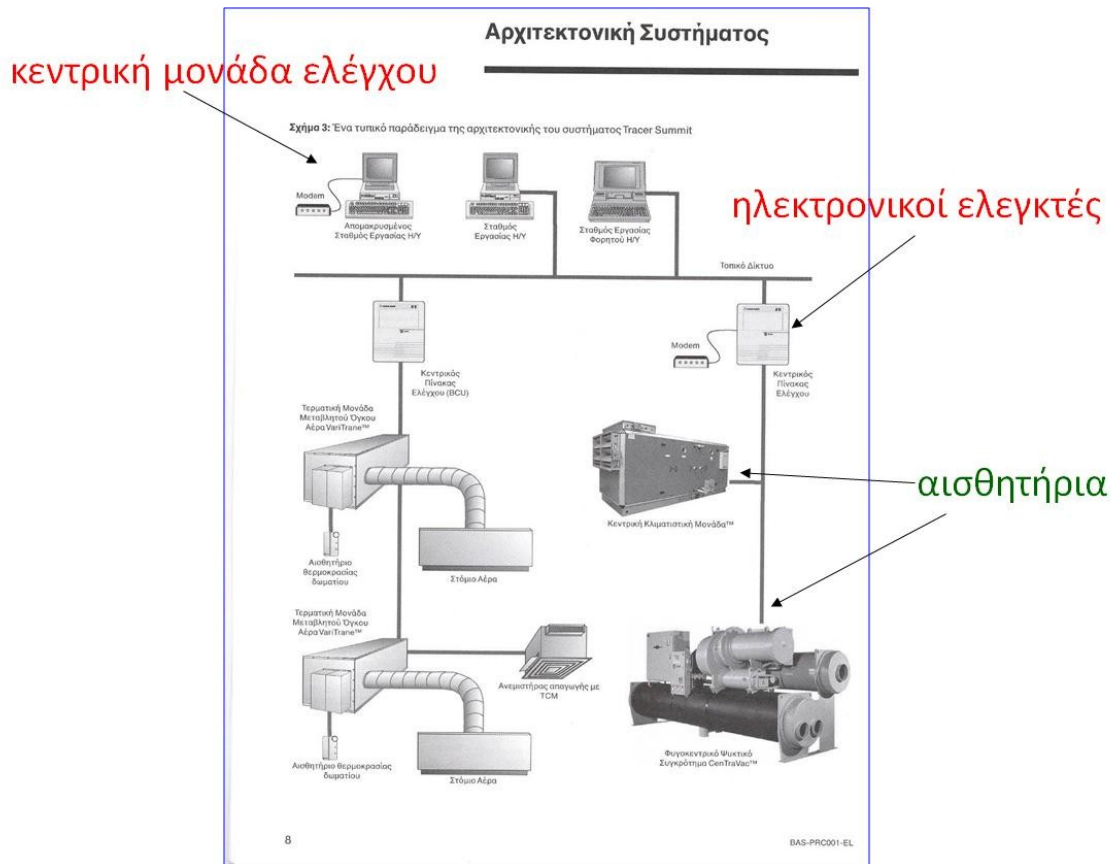 Αρχιτεκτονική Συστήματος
κεντρική μονάδα ελέγχου
Σχήμα 3: Ένα τυπικό παράδειγμα της αρχιτεκτονικής του συστήματος Tracer Summit
Modem
Απομακρυσμένος
Σταθμός Εργασίας Η/Υ
Σταθμός
Εργασίας Η/Υ
Σταθμός Εργασίας
Φορητού Η/Υ
ηλεκτρονικοί ελεγκτές
Τοπικό Δίκτυο
Modem
Κεντρικός
Πίνακας
Ελέγχου (BCU)
Κεντρικός
Πίνακας
Ελέγχου
Τερματική Μονάδα
Μεταβλητού Όγκου
Αέρα VariTrane™
αισθητήρια
Κεντρική Κλιματιστική Μονάδα™
Αισθητήριο
θερμοκρασίας
δωματίου
Στόμιο Αέρα
Τερματική Μονάδα
Μεταβλητού Όγκου
Αέρα VariTrane™
Ανεμιστήρας απαγωγής με
TCM
Αισθητήριο θερμοκρασίας
δωματίου
Στόμιο Αέρα
Φυγοκεντρικό Ψυκτικό
Συγκρότημα CenTraVac™
8
BAS-PRC001-EL